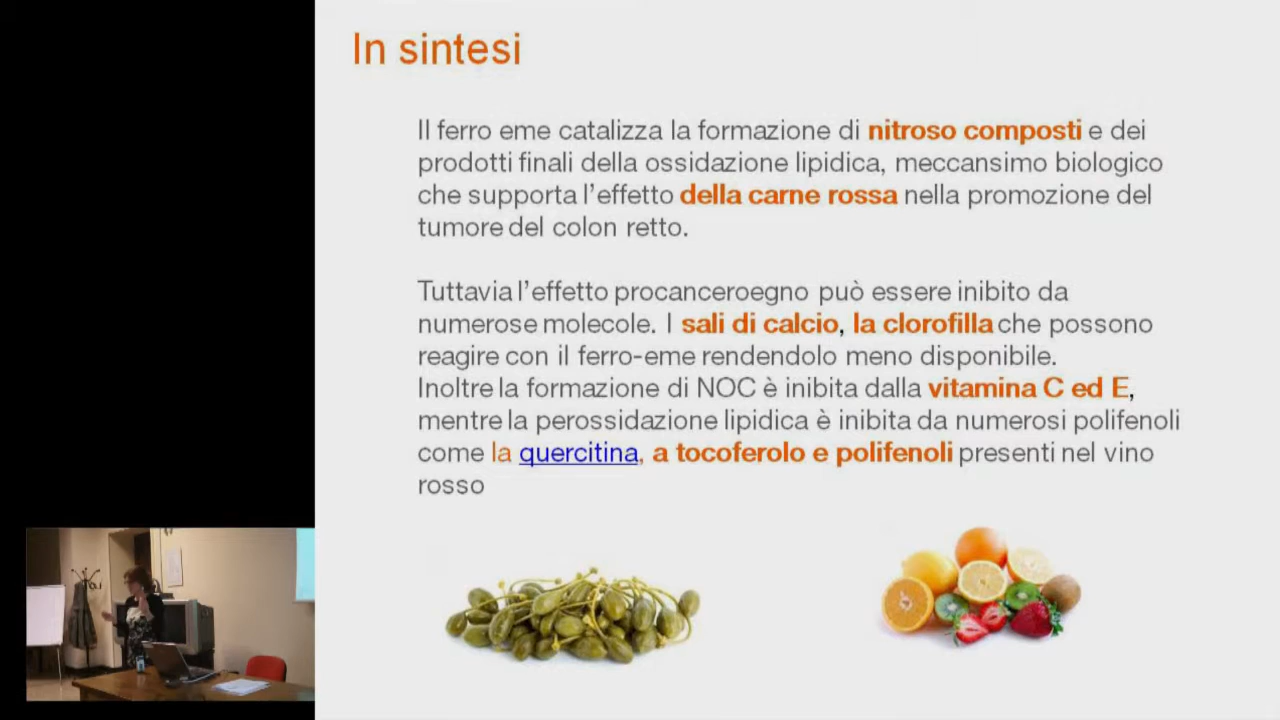 In sintesi
Il ferro eme catalizza la formazione di nitroso composti e dei
prodotti finali della ossidazione lipidica, meccansimo biologico
che supporta l'effetto della carne rossa nella promozione del
tumore del colon retto.
Tuttavia l'effetto procanceroegno può essere inibito da
numerose molecole. I sali di calcio, la clorofilla che possono
reagire con il ferro-eme rendendolo meno disponibile.
Inoltre la formazione di NOC è inibita dalla vitamina C ed E,
mentre la perossidazione lipidica è inibita da numerosi polifenoli
come la quercitina, a tocoferolo e polifenoli presenti nel vino
rosso